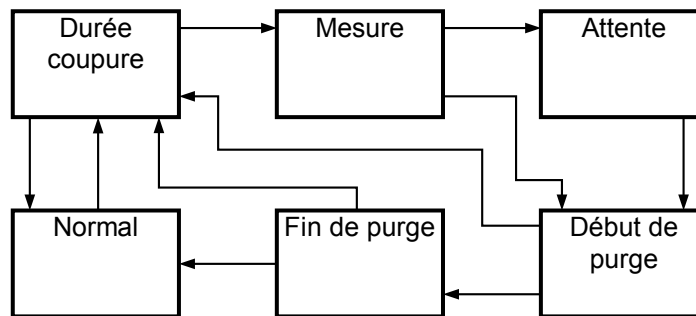 Durée
coupure
Mesure
Attente
Normal
Fin de purge
Début de
purge